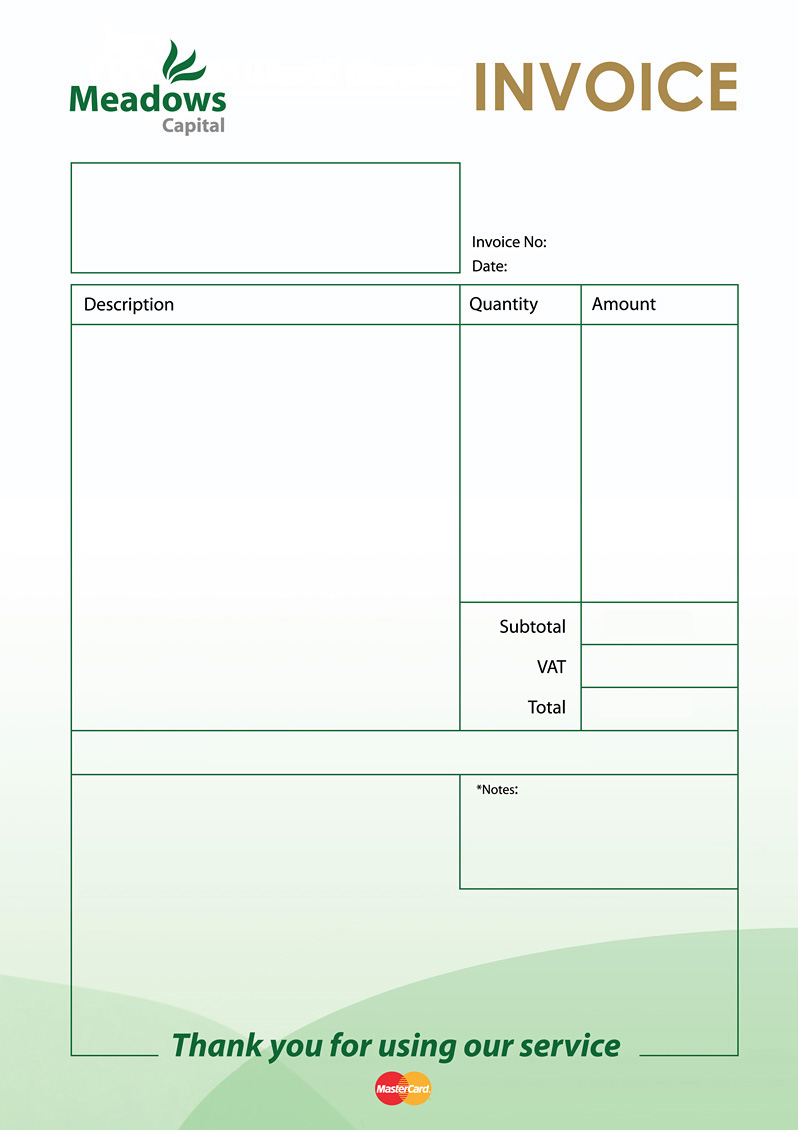 Meadows
Capital
INVOICE
Invoice No:
Date:
Description Quantity Amount
Subtotal
VAT
Total
*Notes:
Thank you for using our service
MasterCard.